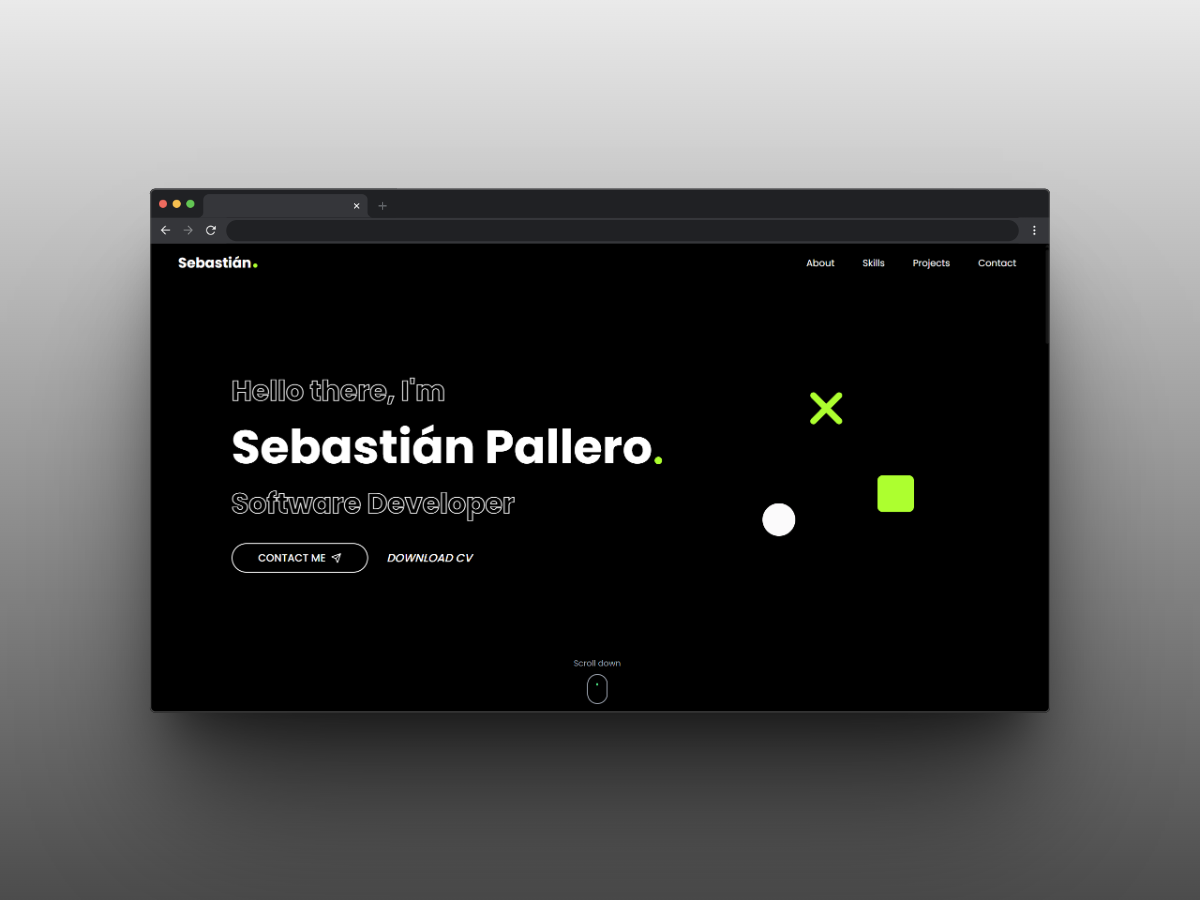 Sebastián.
About Skills Projects Contact
Hello there, I'm
Sebastián Pallero.
Software Developer
CONTACT ME DOWNLOAD CV
Scroll down